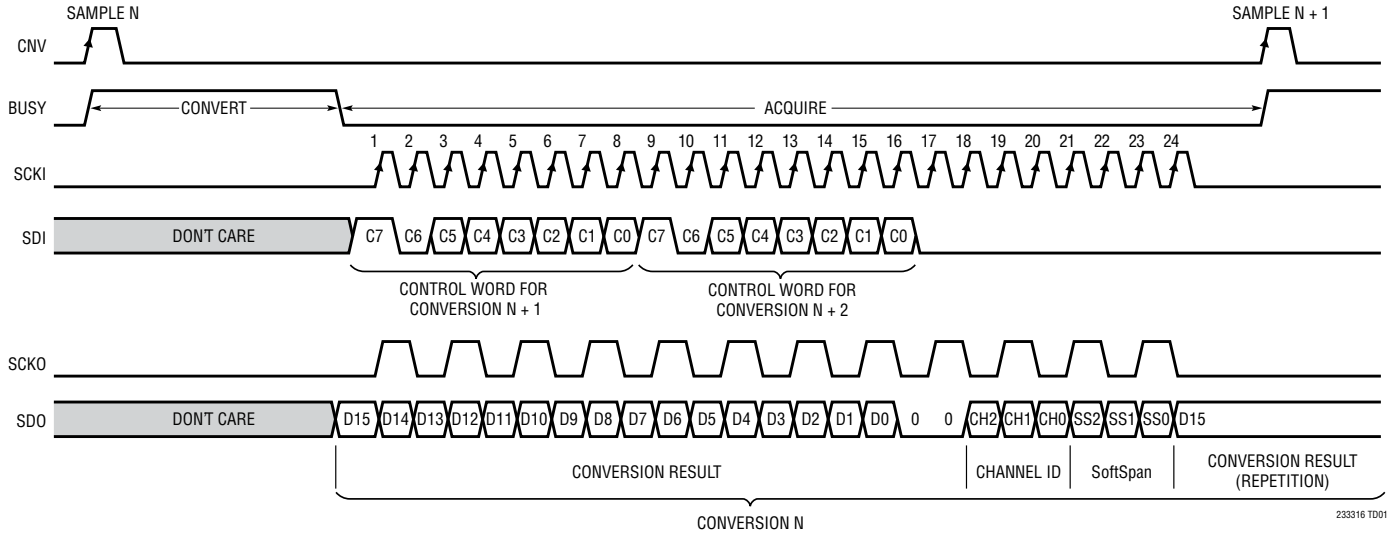 SAMPLE N SAMPLE N + 1
CNV
BUSY CONVERT ACQUIRE
1 2 3 4 5 6 7 8 9 10 11 12 13 14 15 16 17 18 19 20 21 22 23 24
SCKI
SDI DON'T CARE C7 C6 C5 C4 C3 C2 C1 C0 C7 C6 C5 C4 C3 C2 C1 C0
CONTROL WORD FOR CONTROL WORD FOR
CONVERSION N + 1 CONVERSION N + 2
SCKO
SDO DON'T CARE D15 D14 D13 D12 D11 D10 D9 D8 D7 D6 D5 D4 D3 D2 D1 D0 0 0 CH2 CH1 CH0 SS2 SS1 SS0 D15
CONVERSION RESULT CHANNEL ID SoftSpan CONVERSION RESULT
(REPETITION)
CONVERSION N
233316 TD01